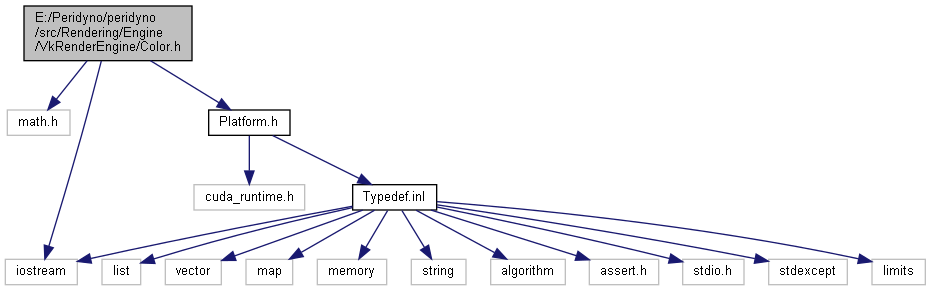 E:/Peridyno/peridyno
/src/Rendering/Engine
/VkRenderEngine/Color.h
math.h
Platform.h
cuda_runtime.h
Typedef.inl
iostream
list
vector
map
memory
string
algorithm
assert.h
stdio.h
stdexcept
limits